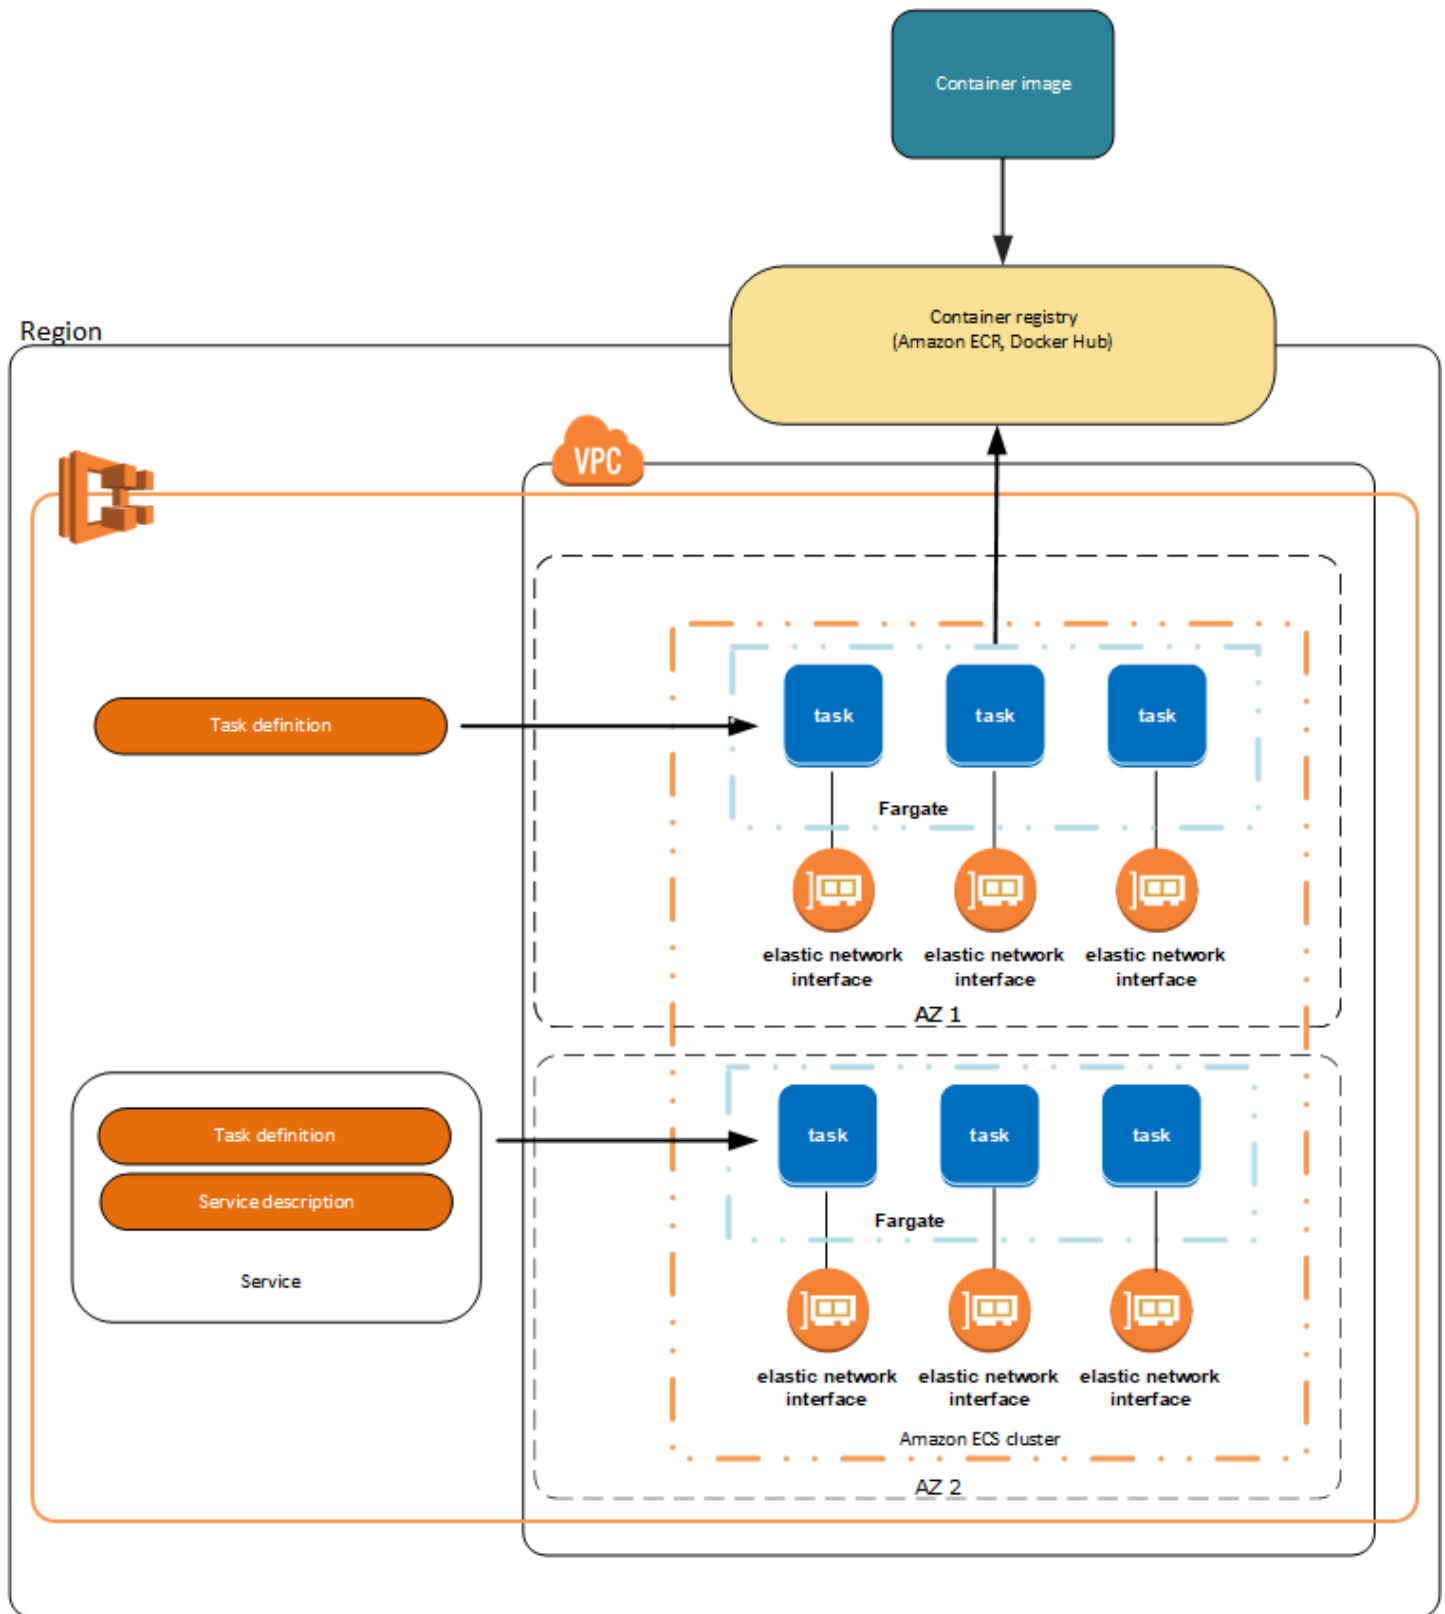 Container image
Container registry
(Amazon ECR, Docker Hub)
Region
VPC
task
task
task
Task definition
Fargate
elastic network
interface
elastic network
interface
elastic network
interface
AZ 1
Task definition
Service description
Service
task
task
task
Fargate
elastic network
interface
elastic network
interface
elastic network
interface
Amazon ECS cluster
AZ 2